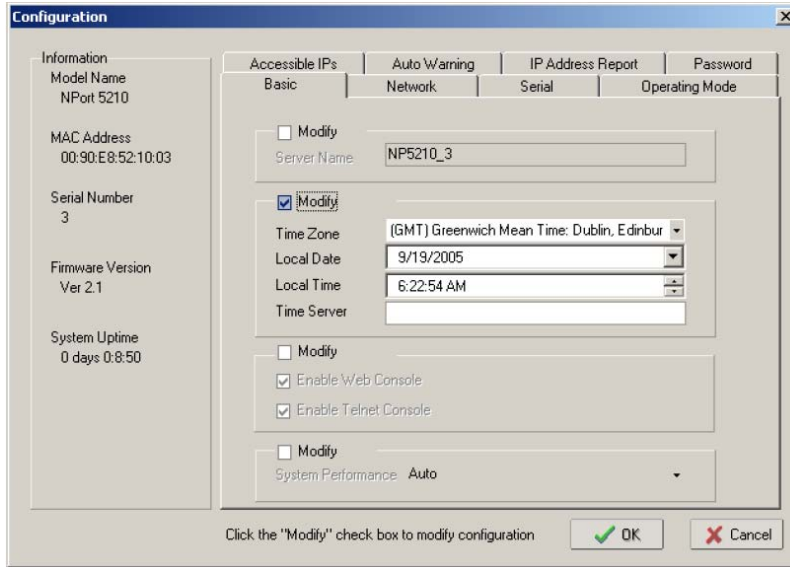 Configuration
Information
Model Name
NPort 5210
MAC Address
00:90:E8:52:10:03
Serial Number
3
Firmware Version
Ver 2.1
System Uptime
0 days 0:8:50
Accessible IPs
Auto Warning
IP Address Report
Password
Basic
Network
Serial
Operating Mode
Modify
Server Name NP5210_3
Modify
Time Zone (GMT) Greenwich Mean Time: Dublin, Edinbur
Local Date 9/19/2005
Local Time 6:22:54 AM
Time Server
Modify
Enable Web Console
Enable Telnet Console
Modify
System Performance Auto
Click the "Modify" check box to modify configuration
OK
Cancel